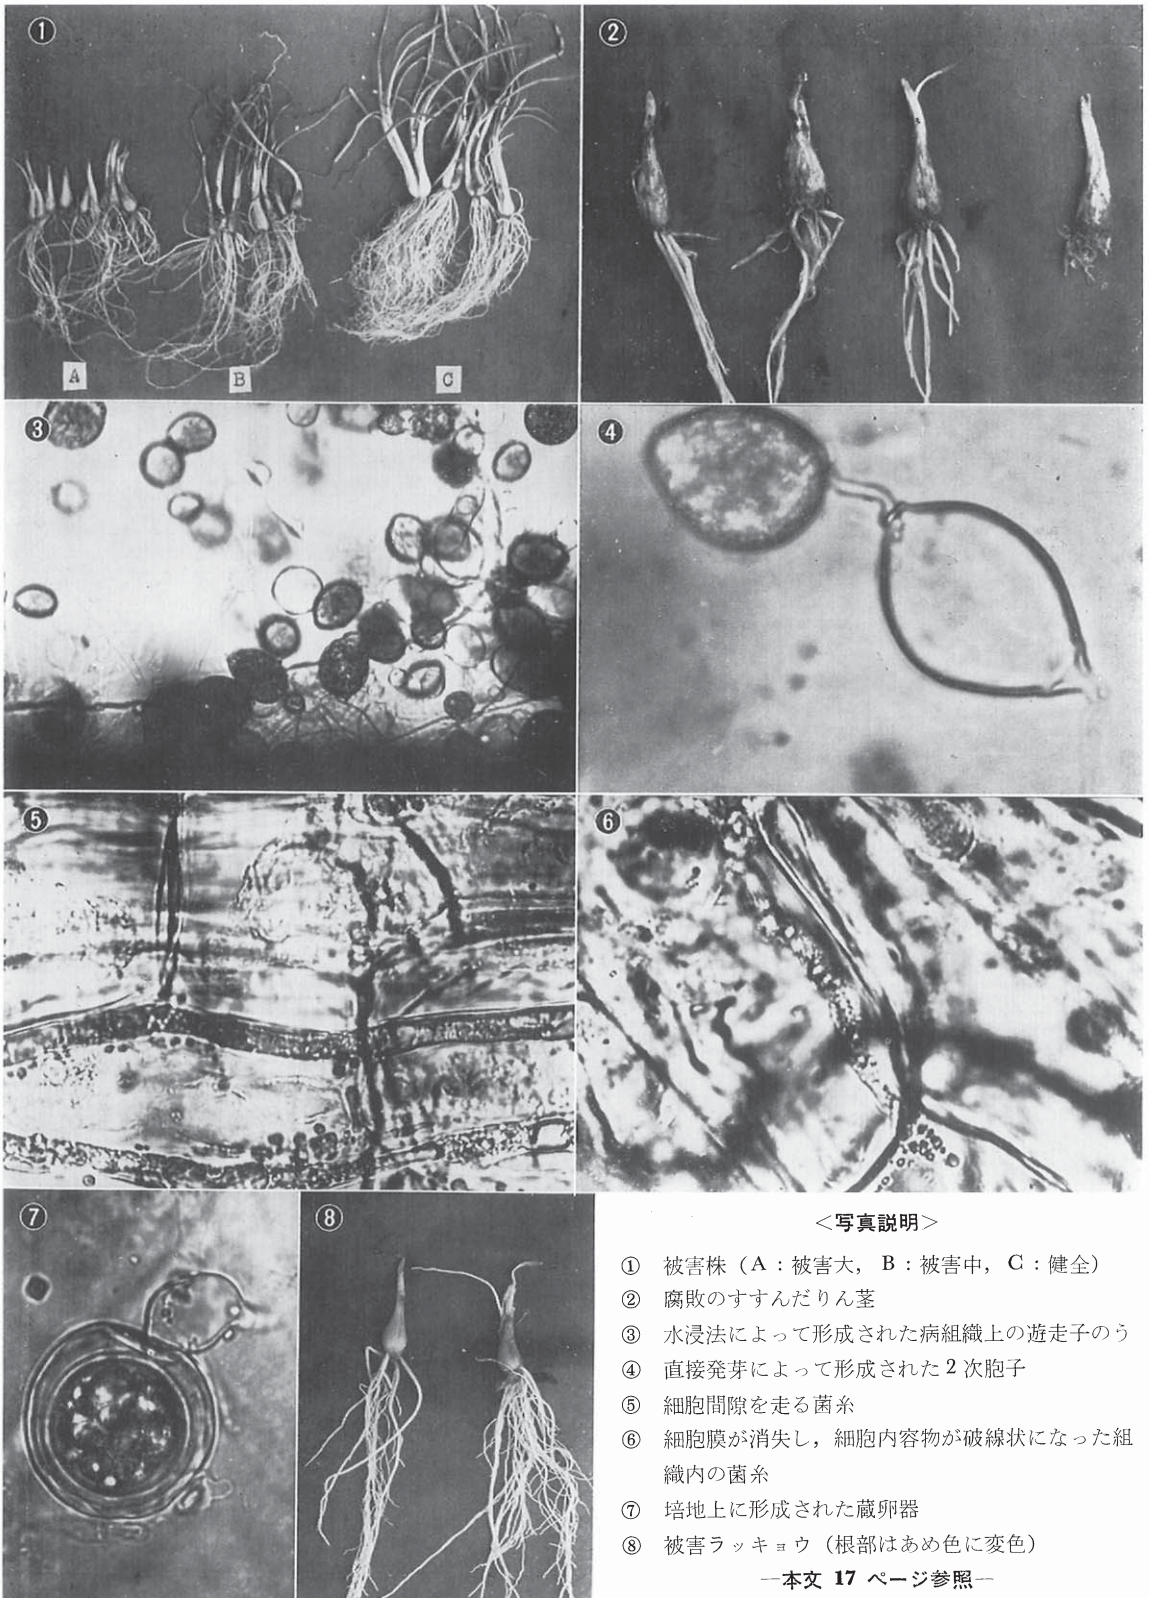 ①
②
A
B
C
③
④
⑤
⑥
⑦
⑧
<写真説明>
① 被害株（A：被害大，B：被害中，C：健全）
② 腐敗のすすんだりん茎
③ 水浸法によって形成された病組織上の遊走子のう
④ 直接発芽によって形成された2次胞子
⑤ 細胞間隙を走る菌糸
⑥ 細胞膜が消失し，細胞内容物が破線状になった組
織内の菌糸
⑦ 培地上に形成された蔵卵器
⑧ 被害ラッキョウ（根部はあめ色に変色）
―本文 17 ページ参照―